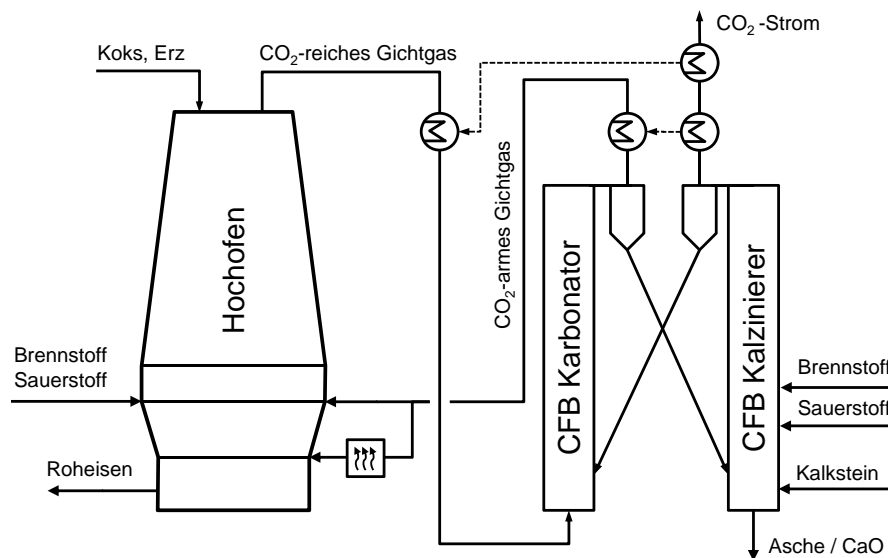 CO₂-Strom
Koks, Erz
CO₂-reiches Gichtgas
CO₂-armes Gichtgas
Hochofen
CFB Karbonator
CFB Kalzinierer
Brennstoff
Sauerstoff
Brennstoff
Sauerstoff
Roheisen
Kalkstein
Asche / CaO